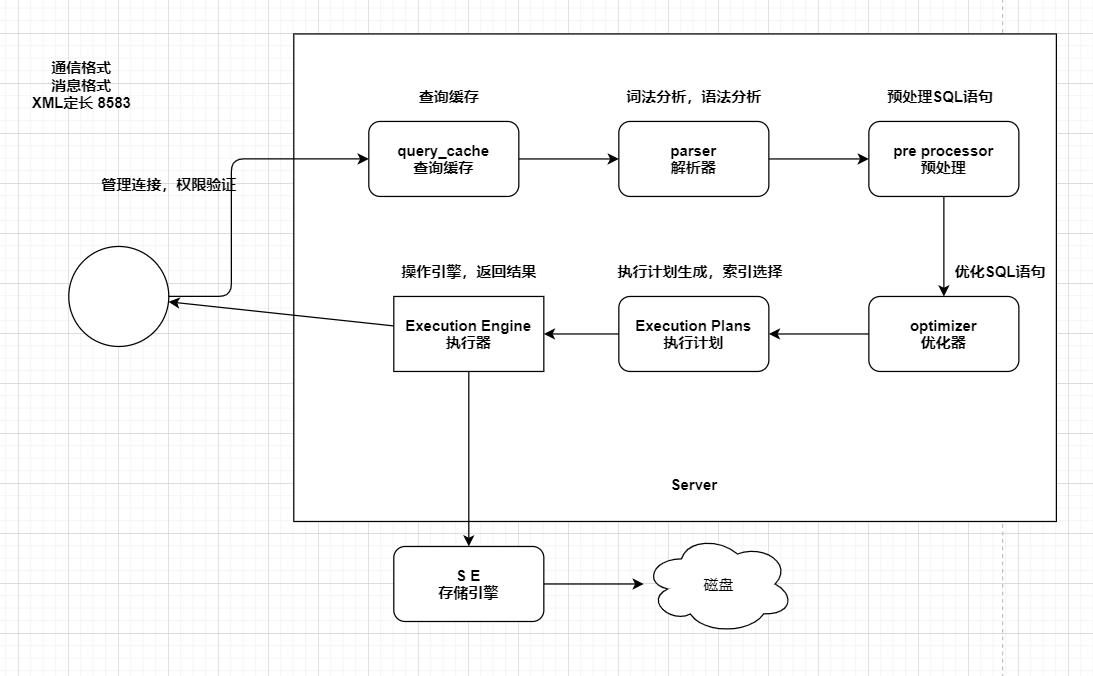 通信格式
消息格式
XML定长 8583
管理连接，权限验证
查询缓存
query_cache
查询缓存
词法分析，语法分析
parser
解析器
预处理SQL语句
pre processor
预处理
操作引擎，返回结果
Execution Engine
执行器
执行计划生成，索引选择
Execution Plans
执行计划
优化SQL语句
optimizer
优化器
Server
S E
存储引擎
磁盘